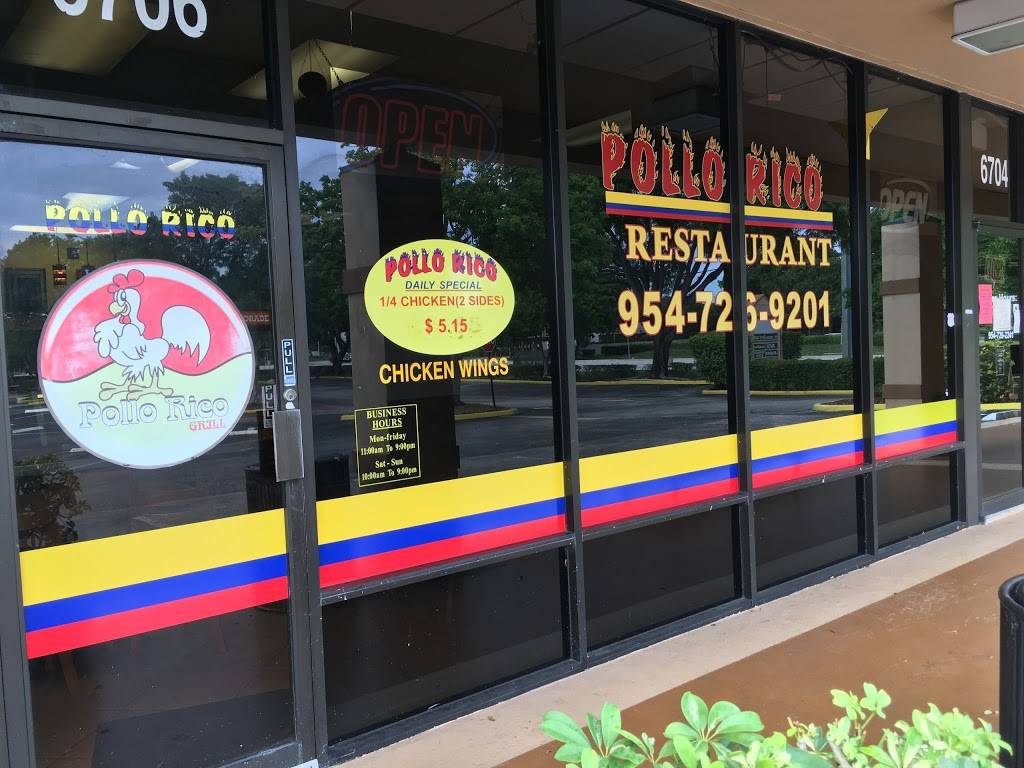 6706
OPEN
POLLO RICO
Pollo Rico
GRILL
PULL
POLLO RICO
DAILY SPECIAL
1/4 CHICKEN(2 SIDES)
$ 5.15
CHICKEN WINGS
BUSINESS
HOURS
Mon-friday
11:00am To 9:00pm
Sat - Sun
10:00am To 9:00pm
POLLO RICO
RESTAURANT
954-726-9201
OPEN
6704